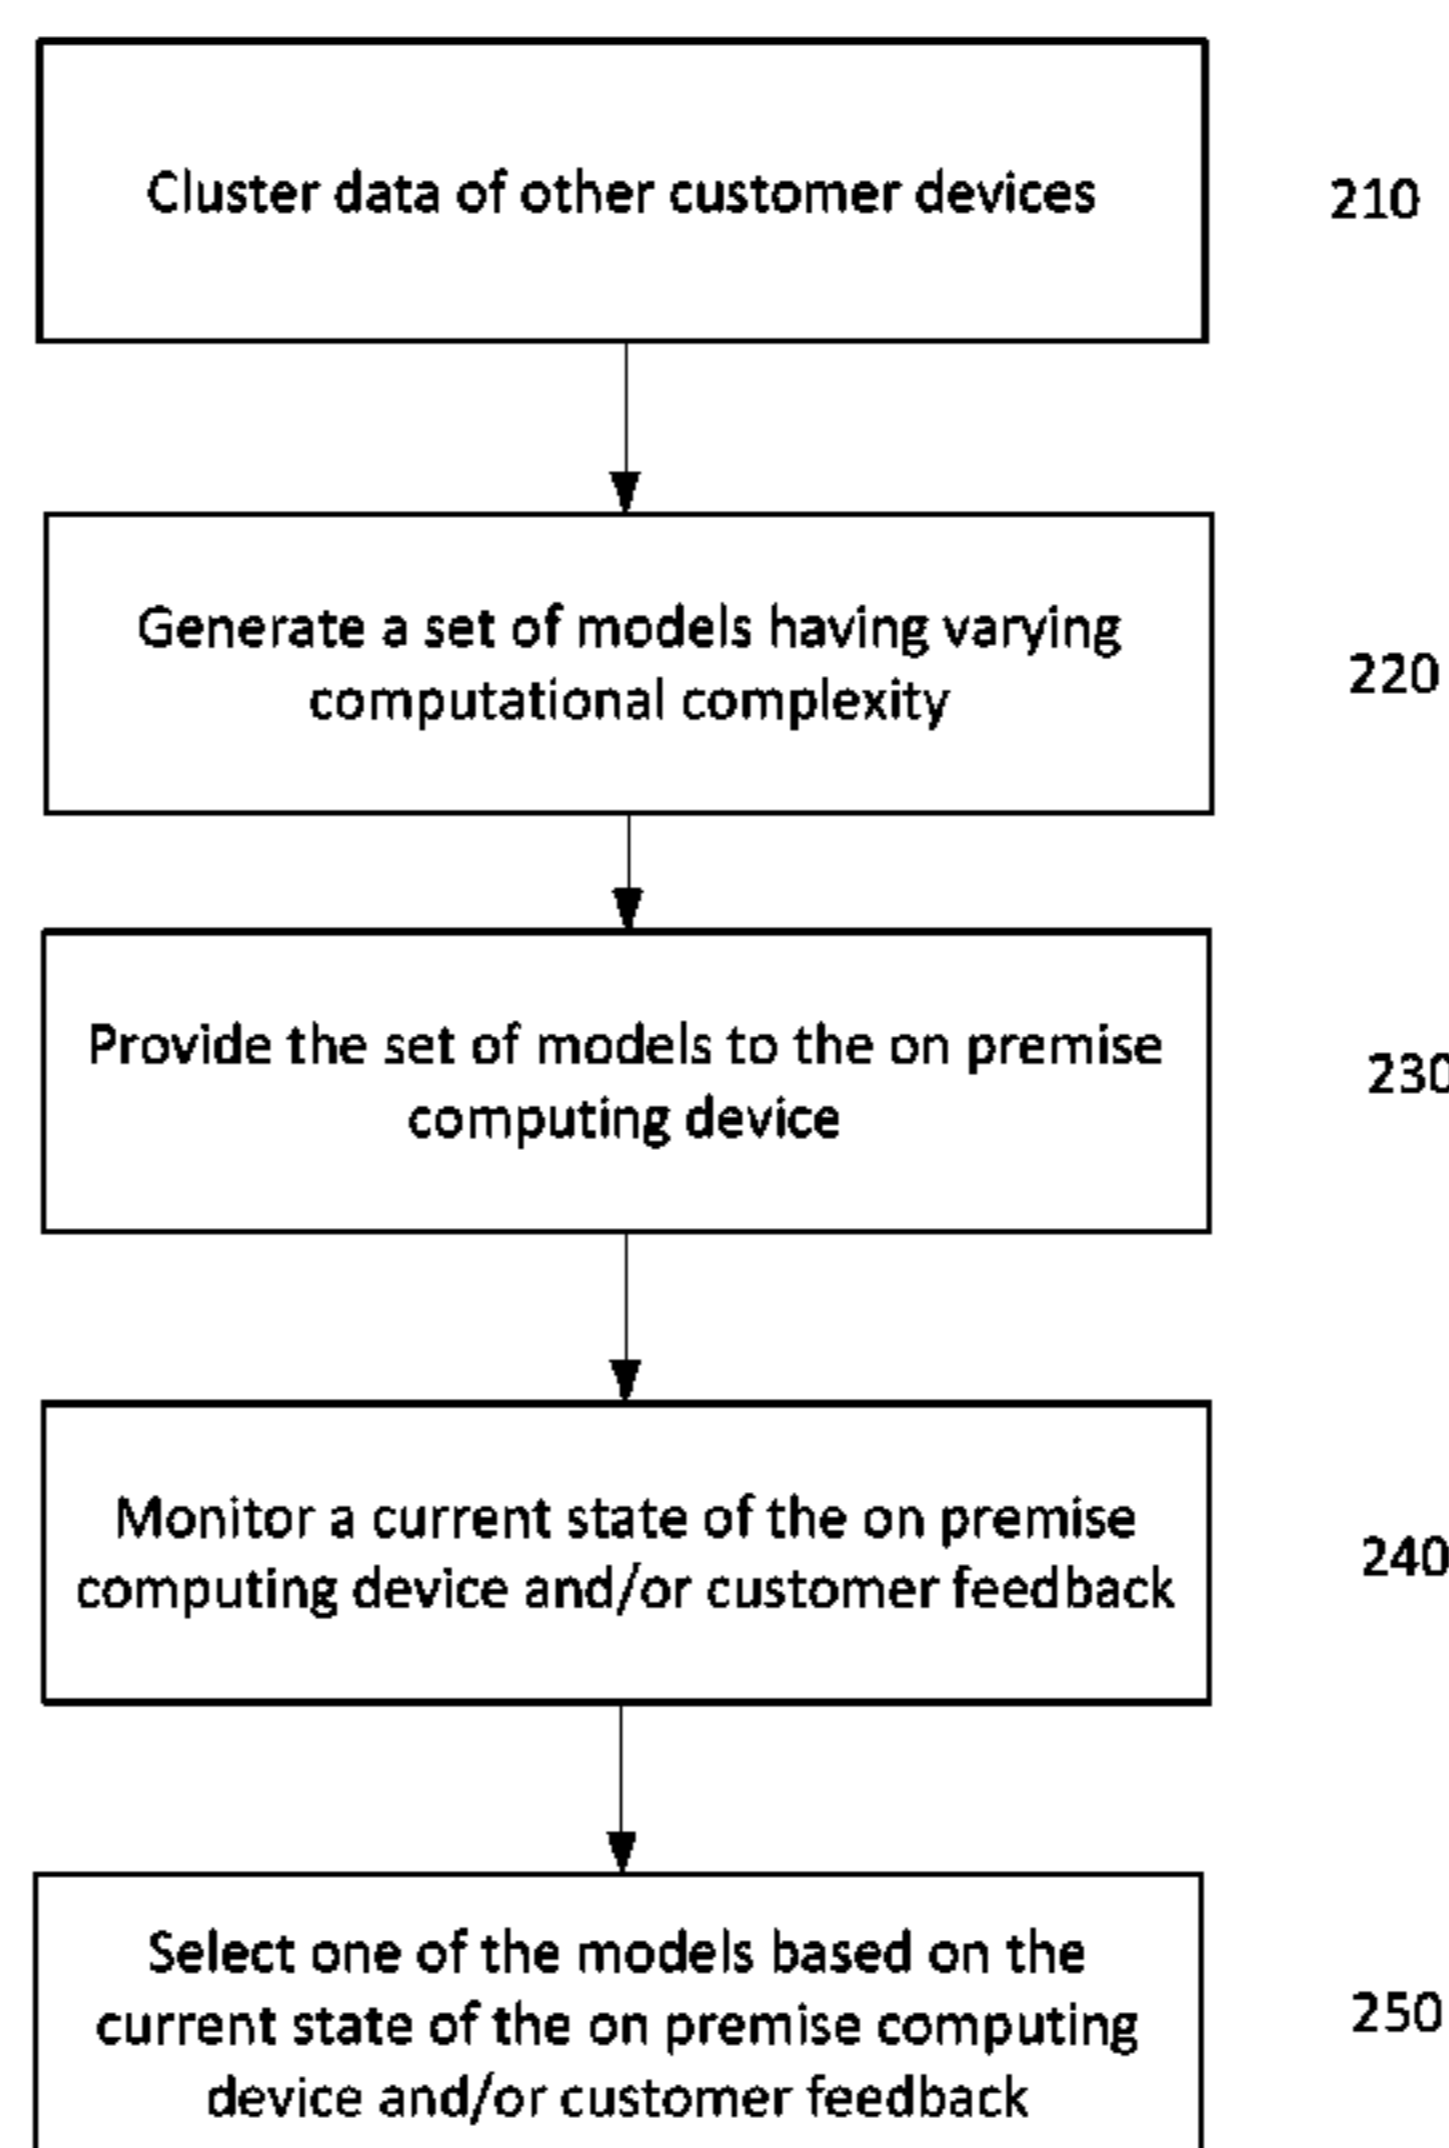 Cluster data of other customer devices
210
Generate a set of models having varying
computational complexity
220
Provide the set of models to the on premise
computing device
230
Monitor a current state of the on premise
computing device and/or customer feedback
240
Select one of the models based on the
current state of the on premise computing
device and/or customer feedback
250